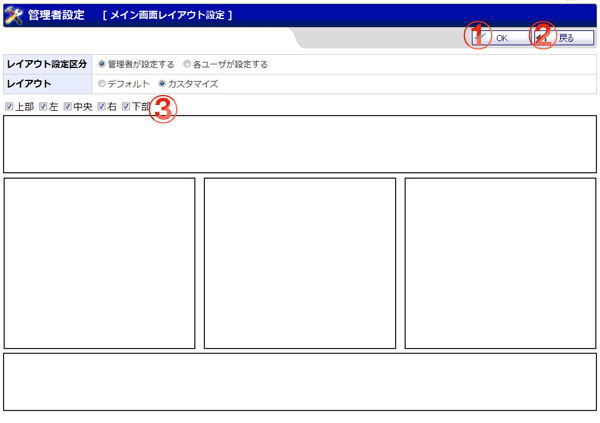 管理者設定 [ メイン画面レイアウト設定 ]
① OK ② 戻る
レイアウト設定区分 管理者が設定する 各ユーザが設定する
レイアウト デフォルト カスタマイズ
上部 左 中央 右 下部 ③